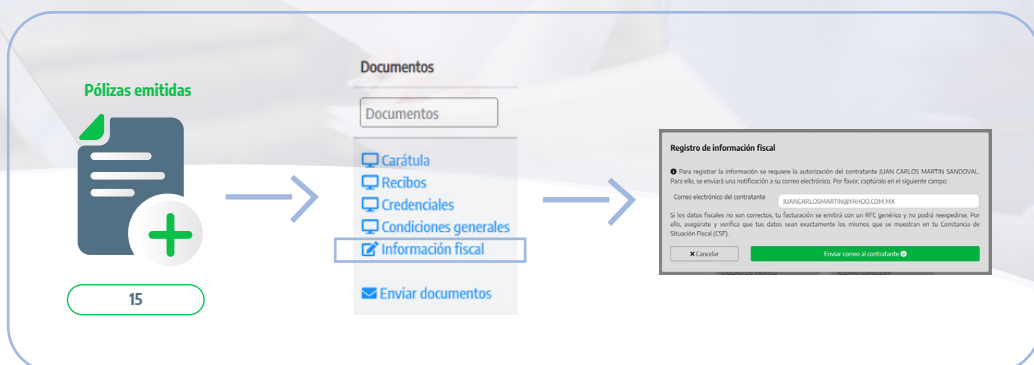 Pólizas emitidas
15
Documentos
Documentos
Carátula
Recibos
Credenciales
Condiciones generales
Información fiscal
Enviar documentos
Registro de información fiscal
Para registrar la información se requiere la autorización del contratante JUAN CARLOS MARTIN SANDOVAL.
Para ello, se enviará una notificación a su correo electrónico. Por favor, captúralo en el siguiente campo:
Correo electrónico del contratante
JUANCARLOSMARTIN@YAHOO.COM.MX
Si los datos fiscales no son correctos, tu facturación se emitirá con un RFC genérico y no podrá reexpedirse. Por
ello, asegúrate y verifica que tus datos sean exactamente los mismos que se muestran en tu Constancia de
Situación Fiscal (CSF).
Cancelar
Enviar correo al contratante